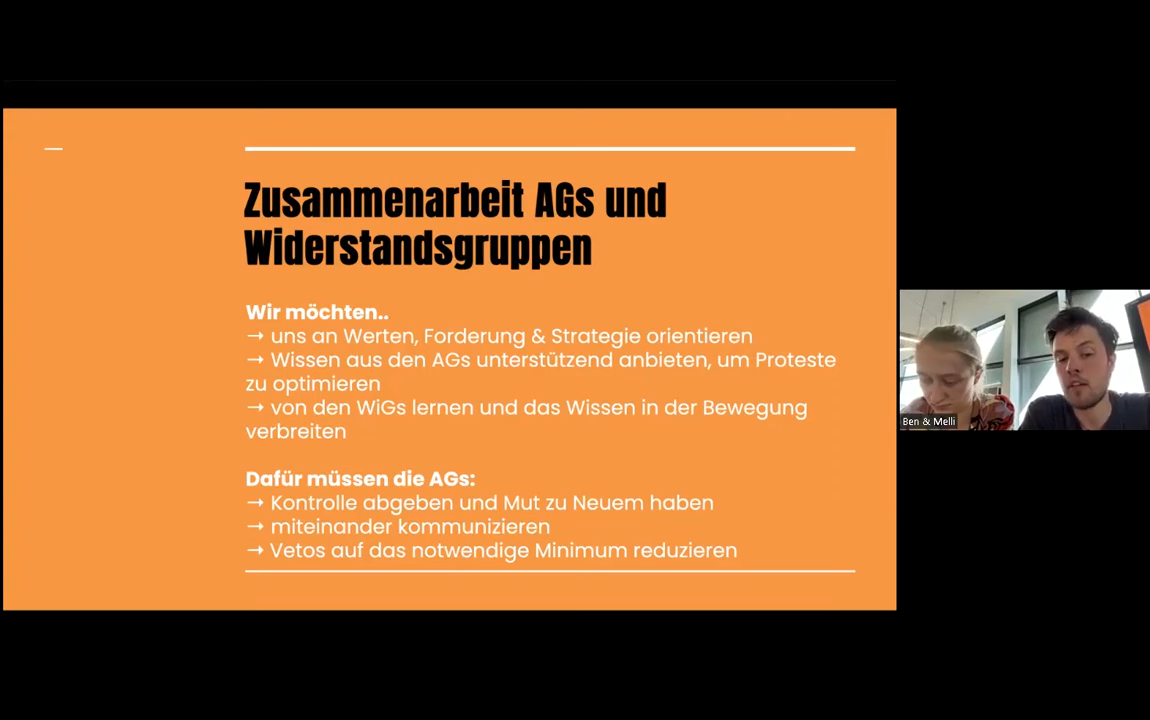 Zusammenarbeit AGs und
Widerstandsgruppen
Wir möchten..
→ uns an Werten, Forderung & Strategie orientieren
→ Wissen aus den AGs unterstützend anbieten, um Proteste
zu optimieren
→ von den WiGs lernen und das Wissen in der Bewegung
verbreiten
Dafür müssen die AGs:
→ Kontrolle abgeben und Mut zu Neuem haben
→ miteinander kommunizieren
→ Vetos auf das notwendige Minimum reduzieren
Ben & Melli